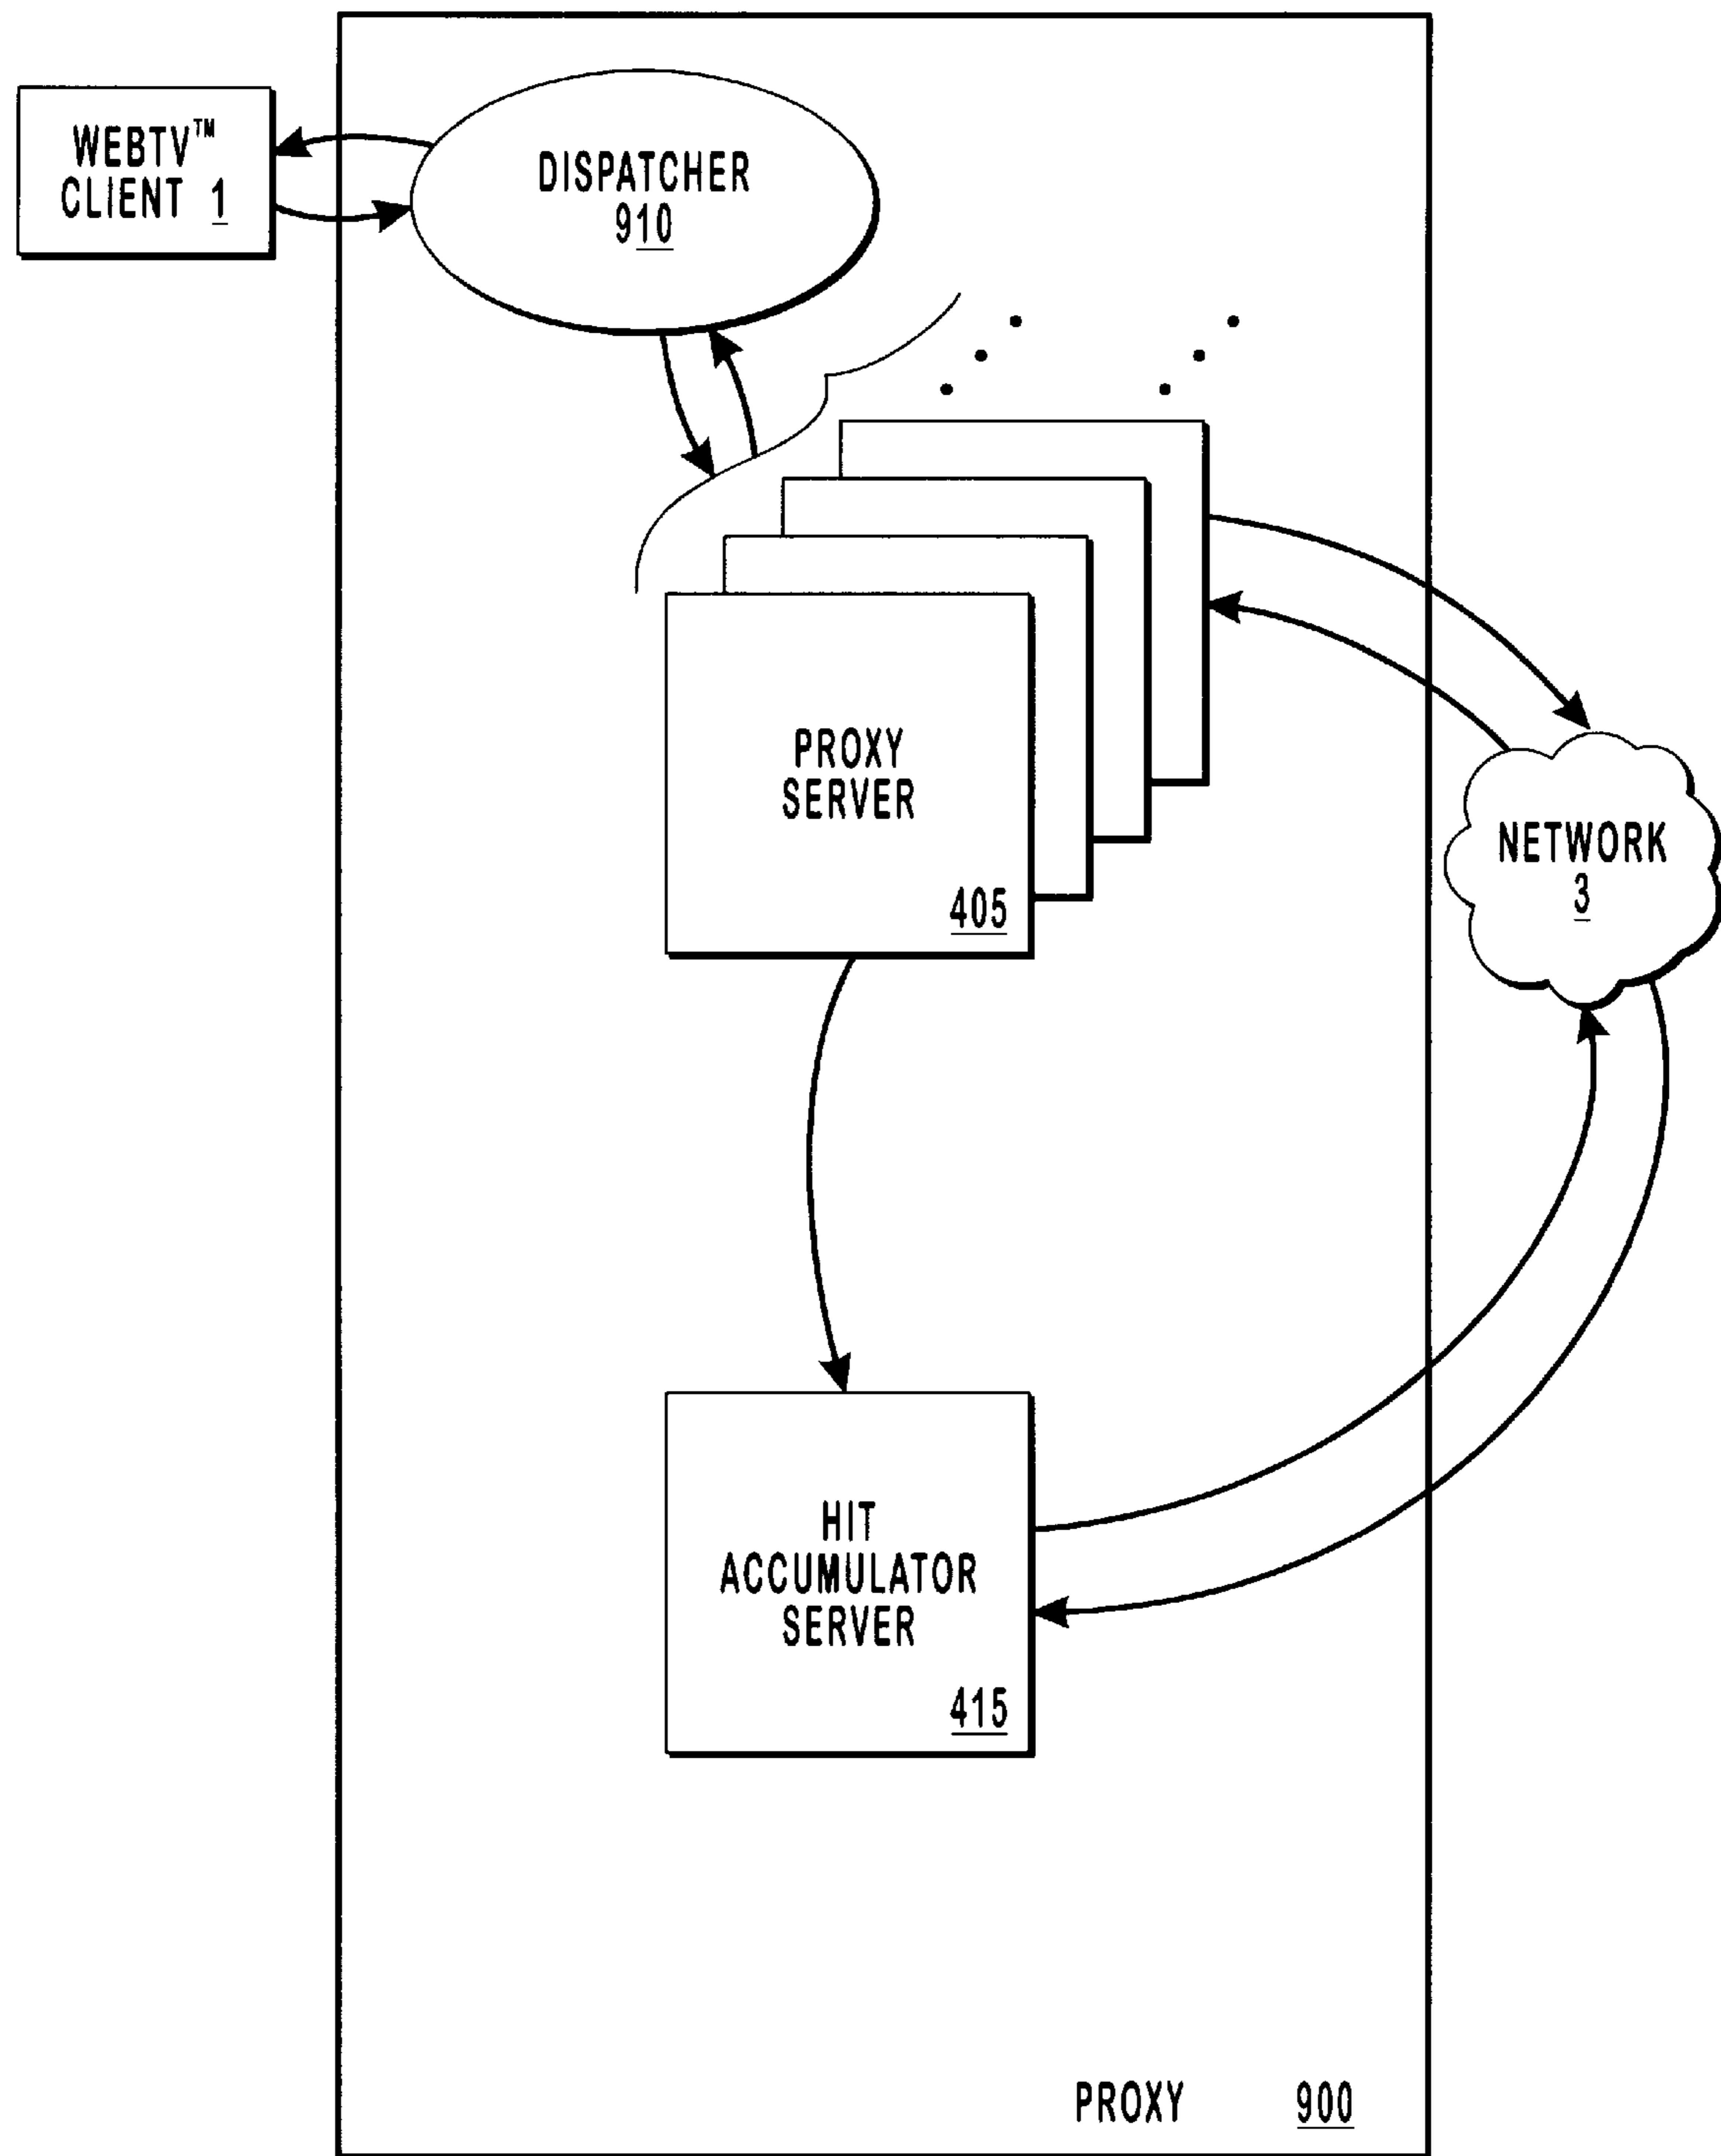 WEBTV™
CLIENT 1
DISPATCHER
910
PROXY
SERVER
405
NETWORK
3
HIT
ACCUMULATOR
SERVER
415
PROXY 900